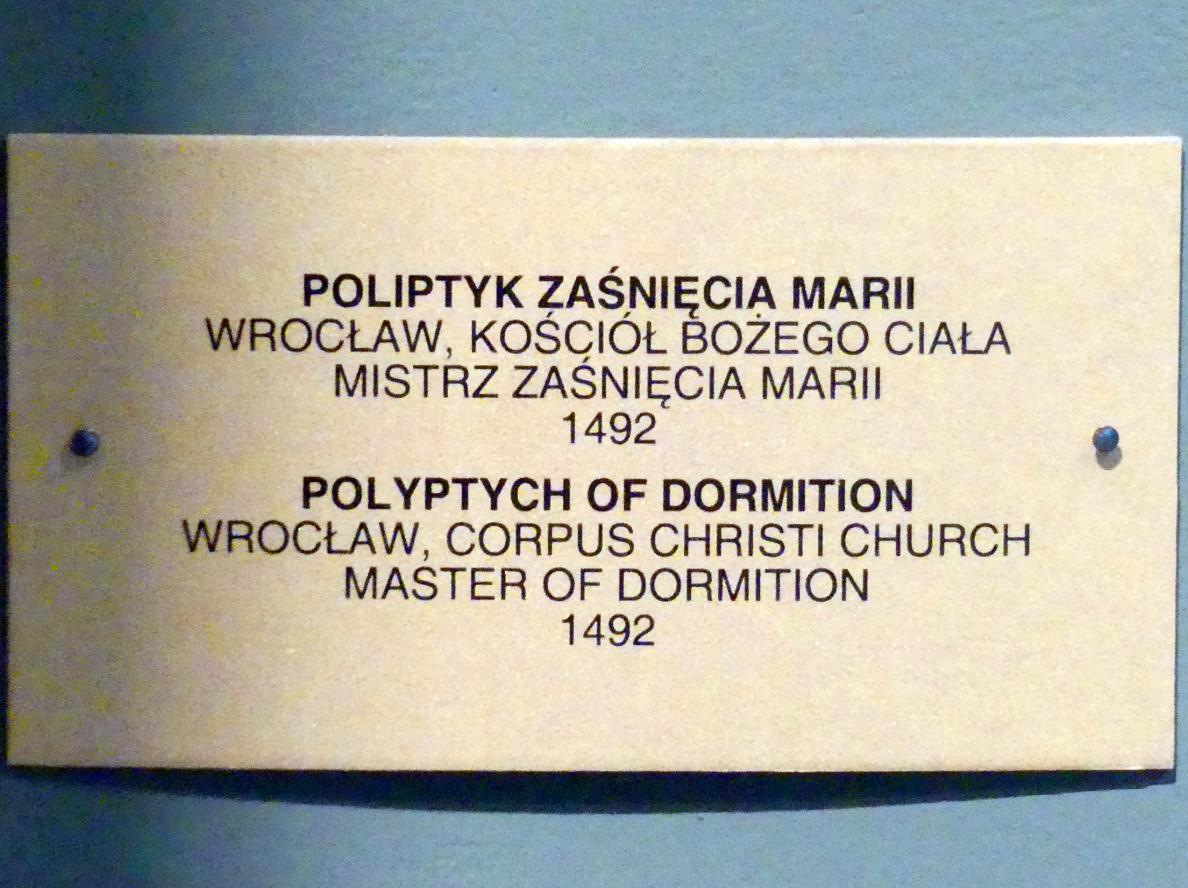 POLIPTYK ZAŚNIĘCIA MARII
WROCŁAW, KOŚCIÓŁ BOŻEGO CIAŁA
MISTRZ ZAŚNIĘCIA MARII
1492
POLYPTYCH OF DORMITION
WROCŁAW, CORPUS CHRISTI CHURCH
MASTER OF DORMITION
1492